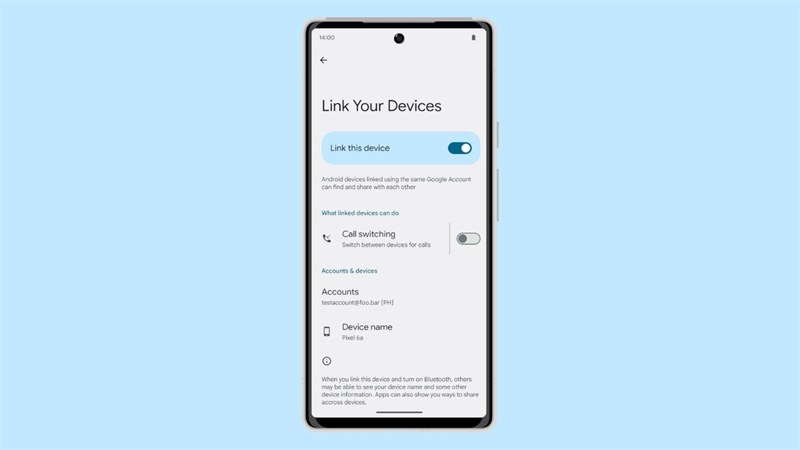 14:00
Link Your Devices
Link this device
Android devices linked using the same Google Account
can find and share with each other
What linked devices can do
Call switching
Switch between devices for calls
Accounts & devices
Accounts
testaccount@foo.bar [PH]
Device name
Pixel 6a
When you link this device and turn on Bluetooth, others
may be able to see your device name and some other
device information. Apps can also show you ways to share
accross devices.